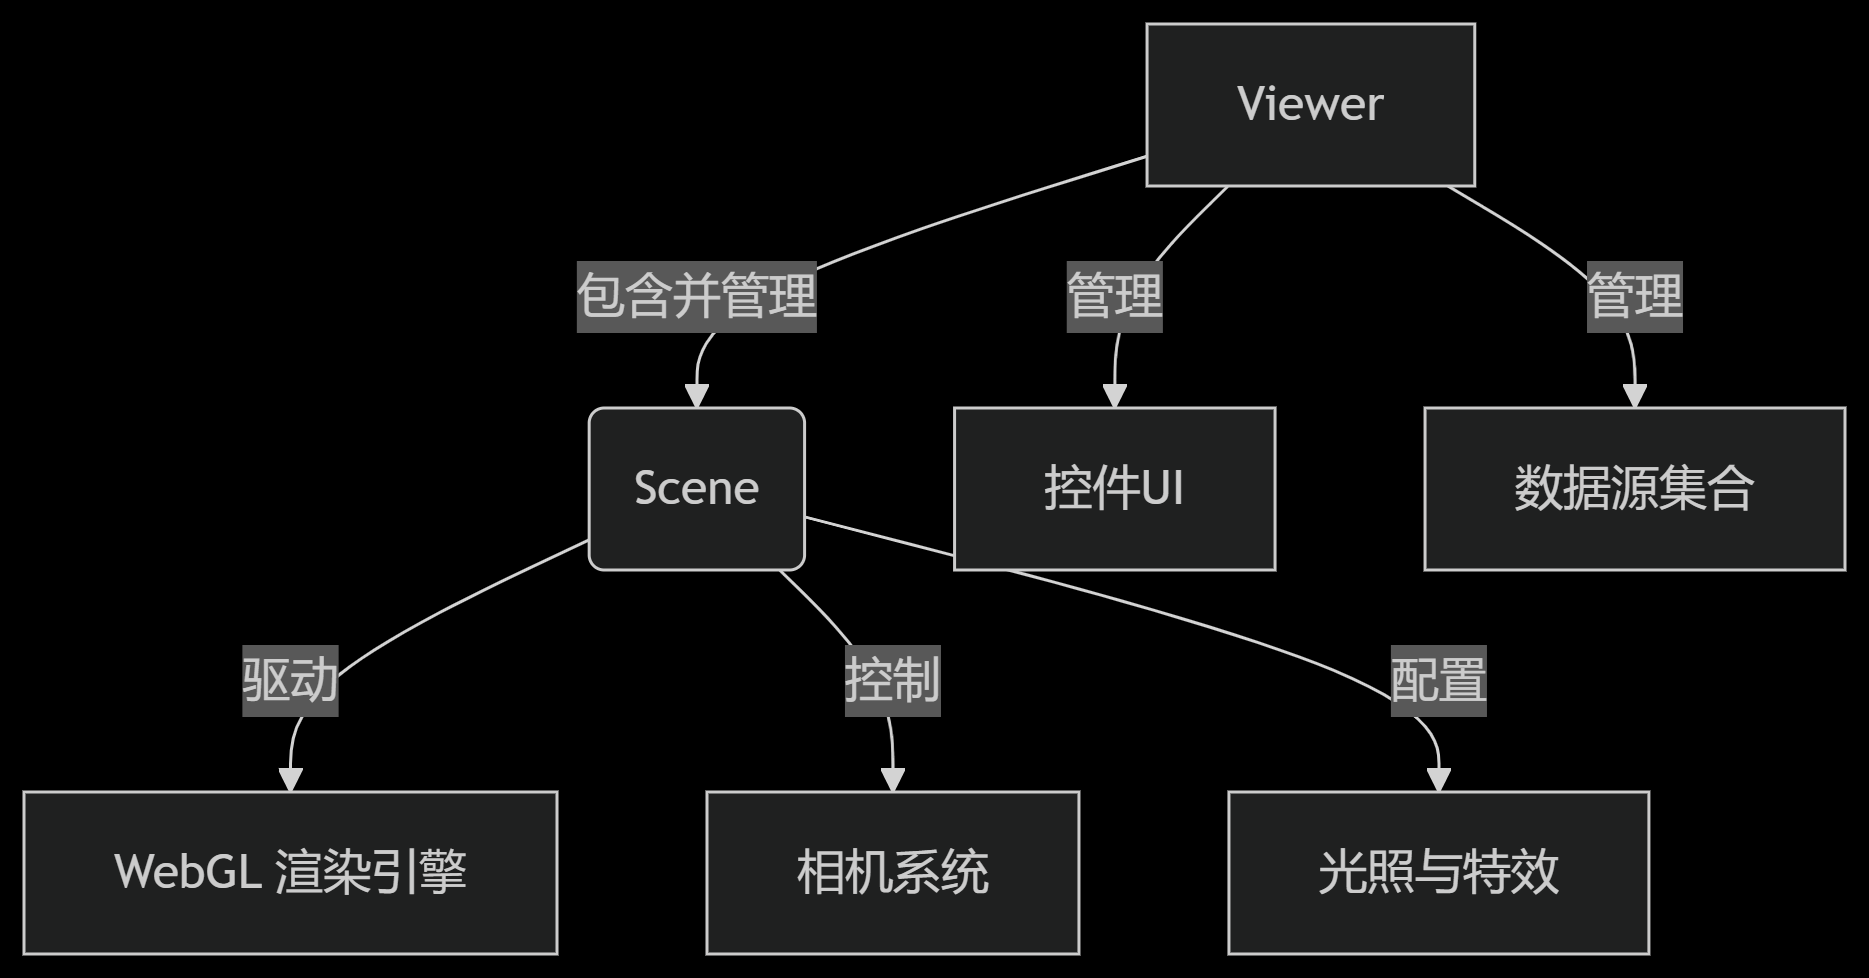 Viewer
包含并管理
管理
管理
Scene
控件UI
数据源集合
驱动
控制
配置
WebGL 渲染引擎
相机系统
光照与特效